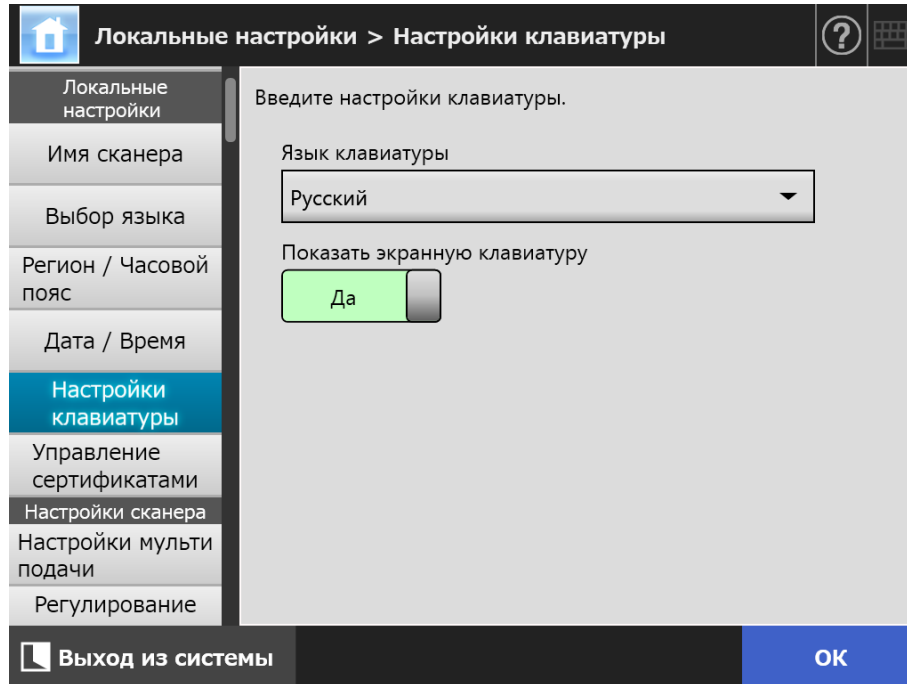 Локальные настройки > Настройки клавиатуры
?
Локальные
настройки
Имя сканера
Выбор языка
Регион / Часовой
пояс
Дата / Время
Настройки
клавиатуры
Управление
сертификатами
Настройки сканера
Настройки мульти
подачи
Регулирование
Введите настройки клавиатуры.
Язык клавиатуры
Русский
Показать экранную клавиатуру
Да
Выход из системы
ОК